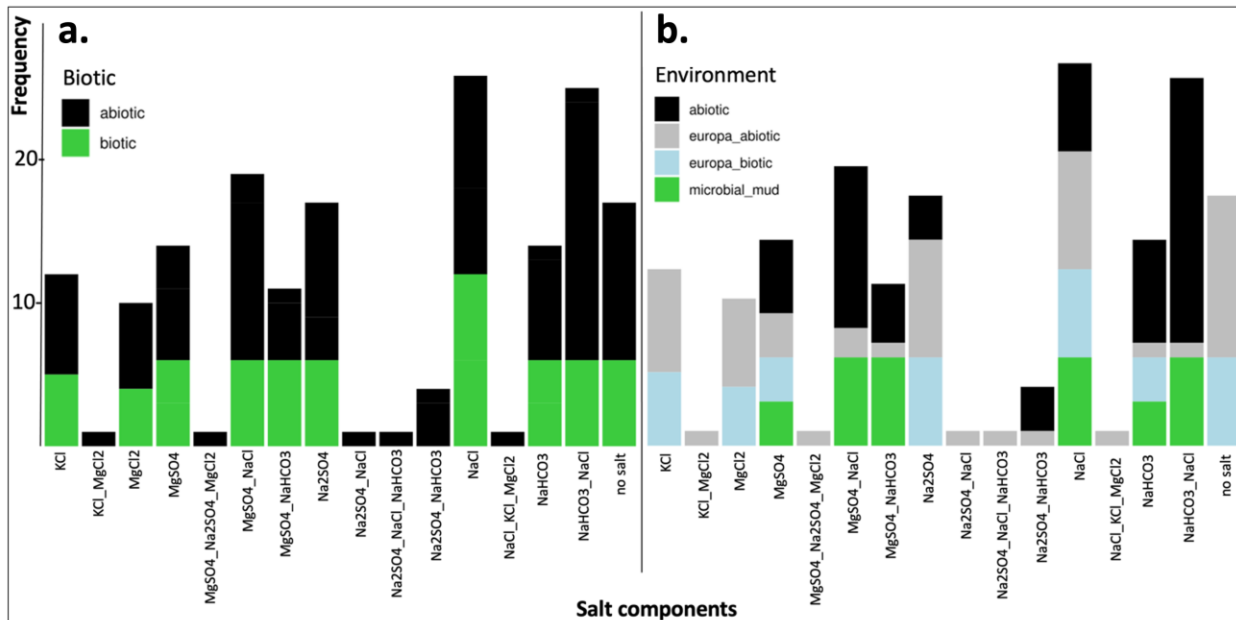 a.
Frequency
Biotic
abiotic
biotic
20
10
KCl
KCl_MgCl2
MgCl2
MgSO4
MgSO4_Na2SO4_MgCl2
MgSO4_NaCl
MgSO4_NaHCO3
Na2SO4
Na2SO4_NaCl
Na2SO4_NaCl_NaHCO3
Na2SO4_NaHCO3
NaCl
NaCl_KCl_MgCl2
NaHCO3
NaHCO3_NaCl
no salt
b.
Environment
abiotic
europa_abiotic
europa_biotic
microbial_mud
KCl
KCl_MgCl2
MgCl2
MgSO4
MgSO4_Na2SO4_MgCl2
MgSO4_NaCl
MgSO4_NaHCO3
Na2SO4
Na2SO4_NaCl
Na2SO4_NaCl_NaHCO3
Na2SO4_NaHCO3
NaCl
NaCl_KCl_MgCl2
NaHCO3
NaHCO3_NaCl
no salt
Salt components